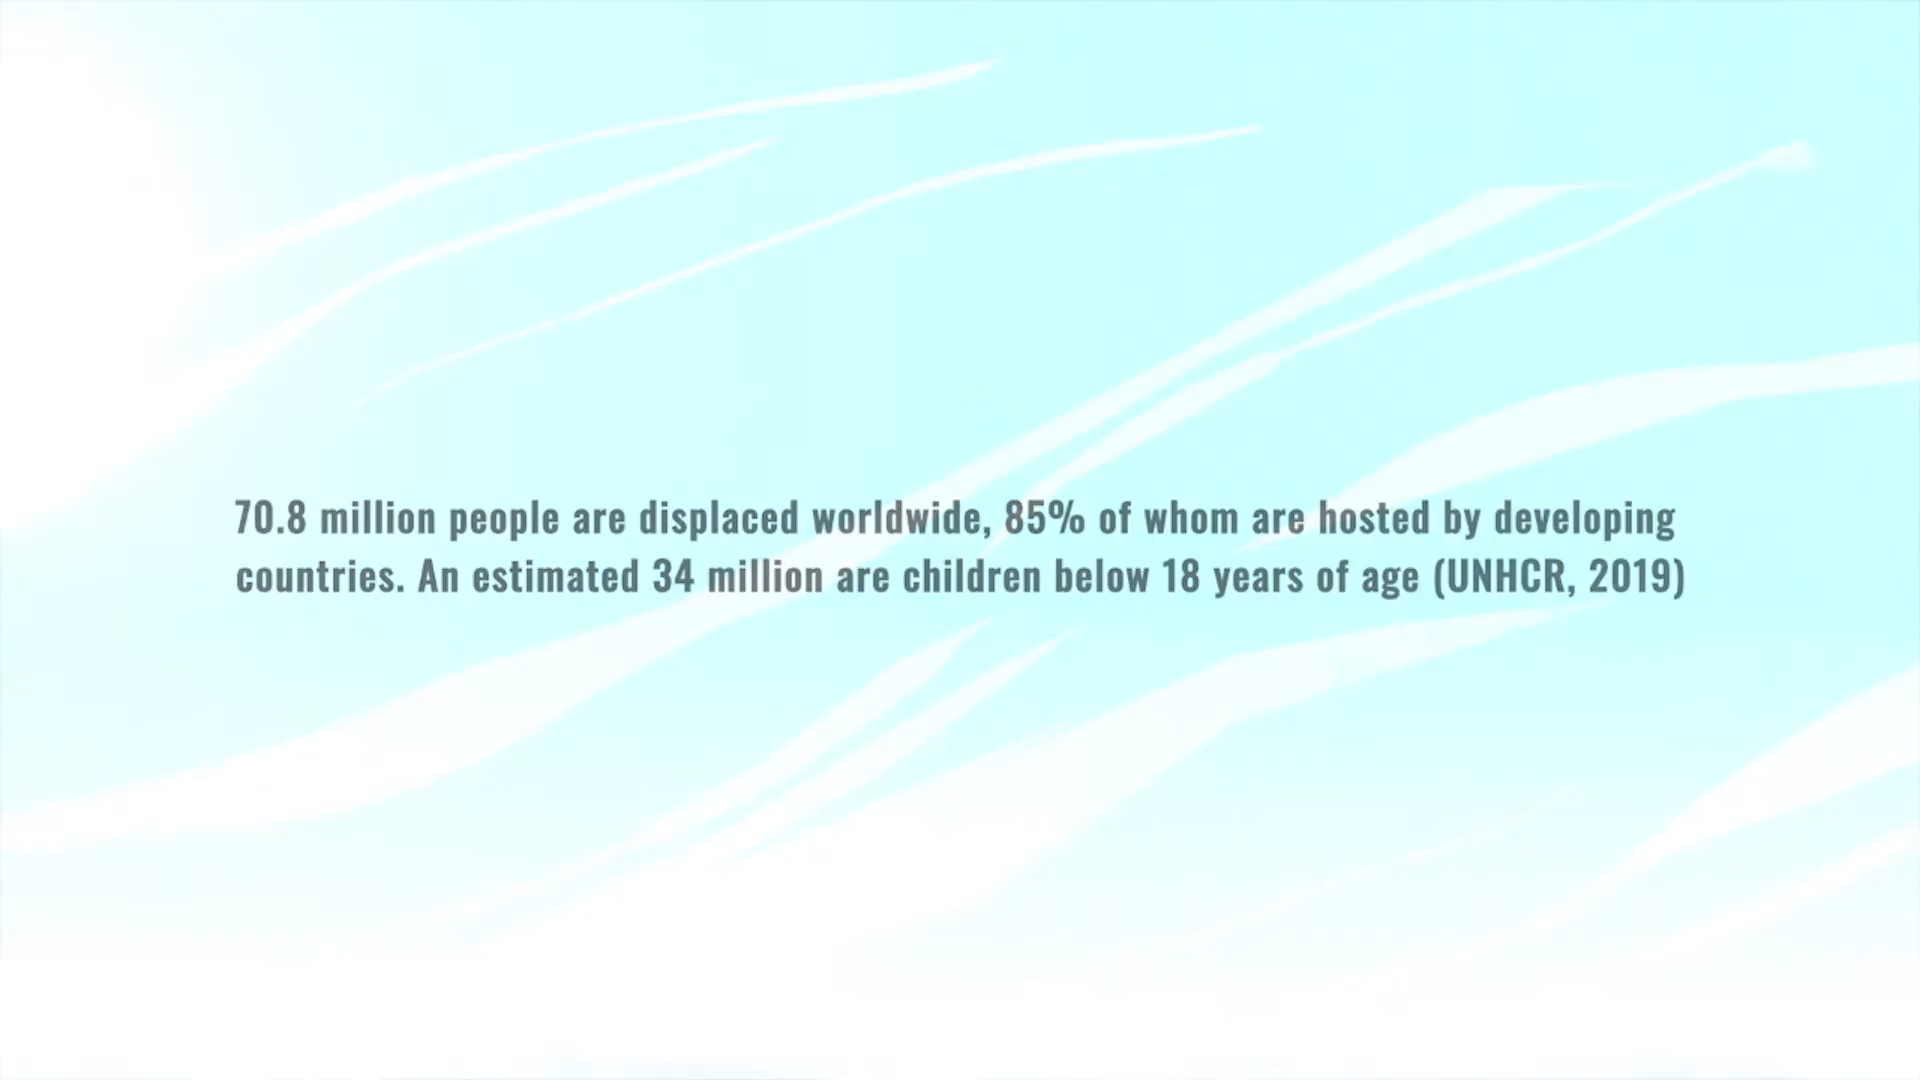 70.8 million people are displaced worldwide, 85% of whom are hosted by developing
countries. An estimated 34 million are children below 18 years of age (UNHCR, 2019)